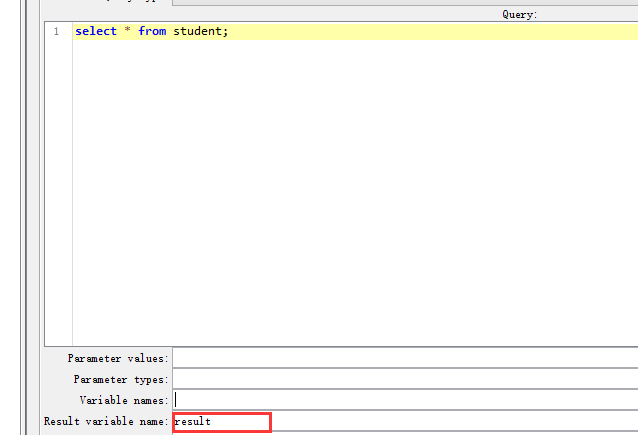 Query:
1 select * from student;
Parameter values:
Parameter types:
Variable names:
Result variable name: result